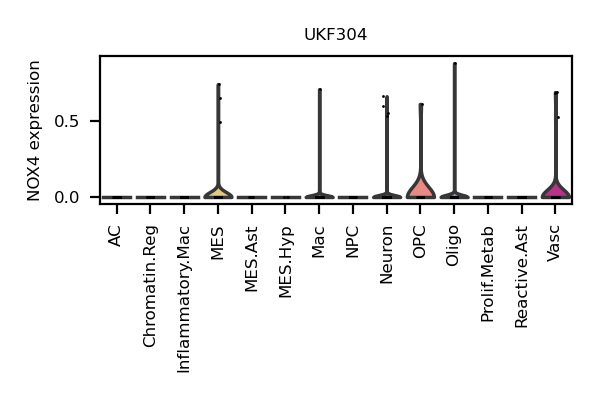 UKF304
NOX4 expression
0.5
0.0
AC
Chromatin.Reg
Inflammatory.Mac
MES
MES.Ast
MES.Hyp
Mac
NPC
Neuron
OPC
Oligo
Prolif.Metab
Reactive.Ast
Vasc